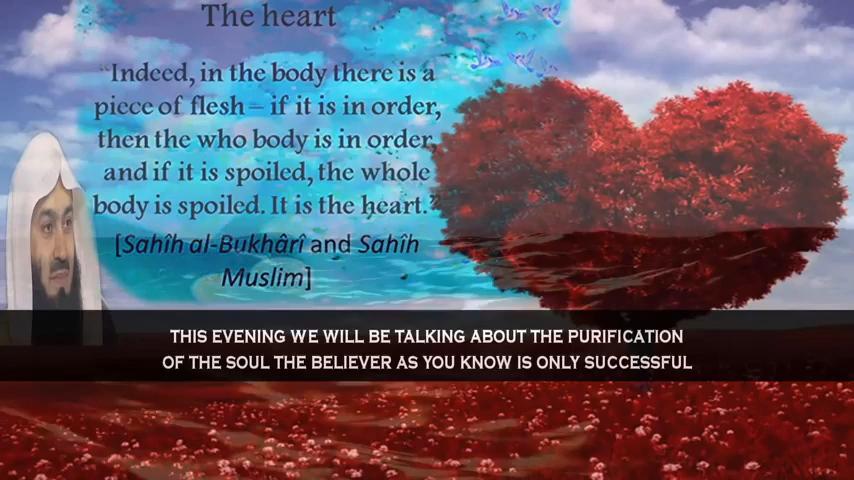 The heart
"Indeed, in the body there is a
piece of flesh – if it is in order,
then the who body is in order,
and if it is spoiled, the whole
body is spoiled. It is the heart."
[Sahîh al-Bukhârî and Sahîh
Muslim]
THIS EVENING WE WILL BE TALKING ABOUT THE PURIFICATION
OF THE SOUL THE BELIEVER AS YOU KNOW IS ONLY SUCCESSFUL